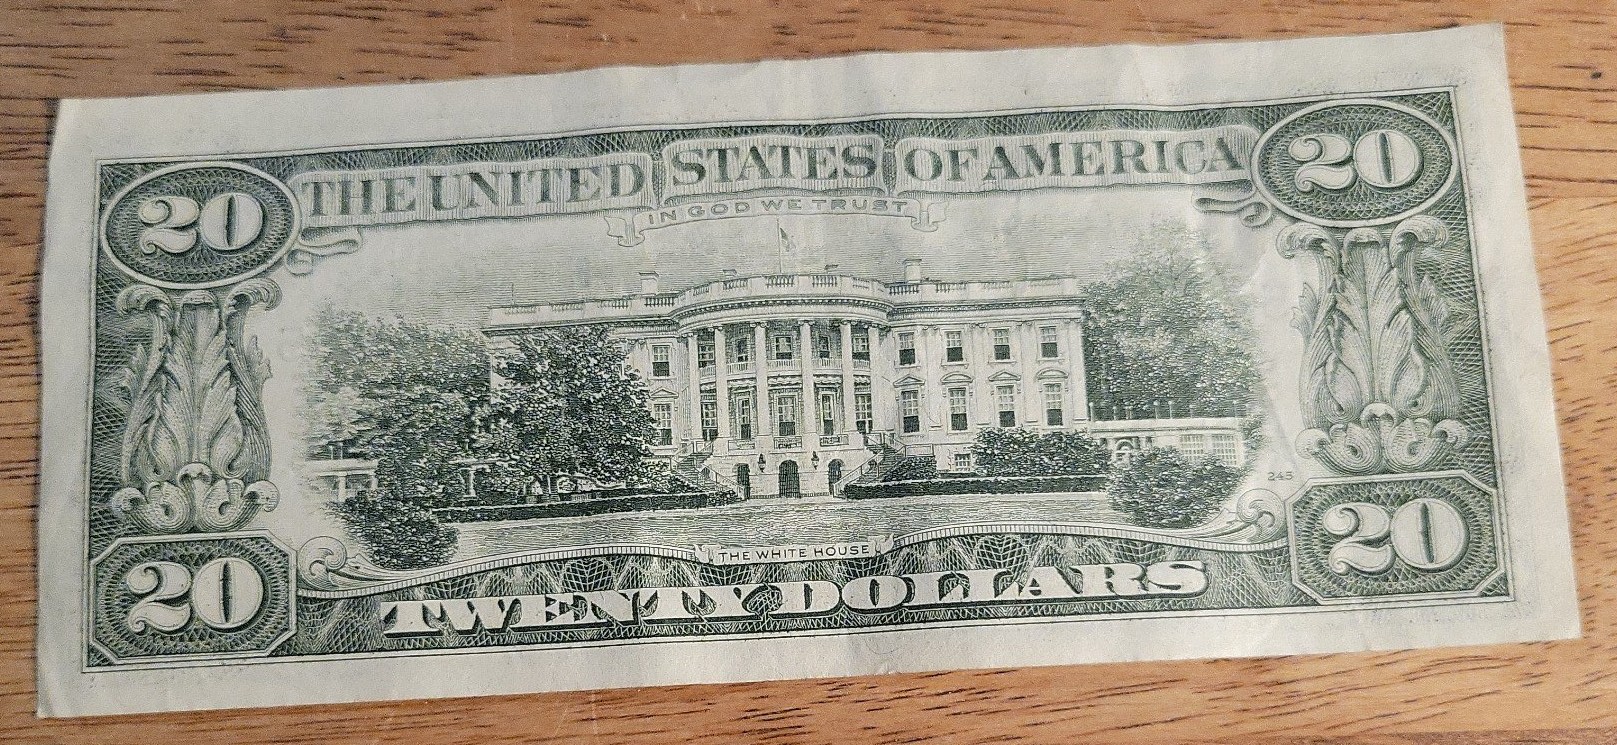 20 THE UNITED STATES OF AMERICA 20
IN GOD WE TRUST
245
THE WHITE HOUSE
20 TWENTY DOLLARS 20